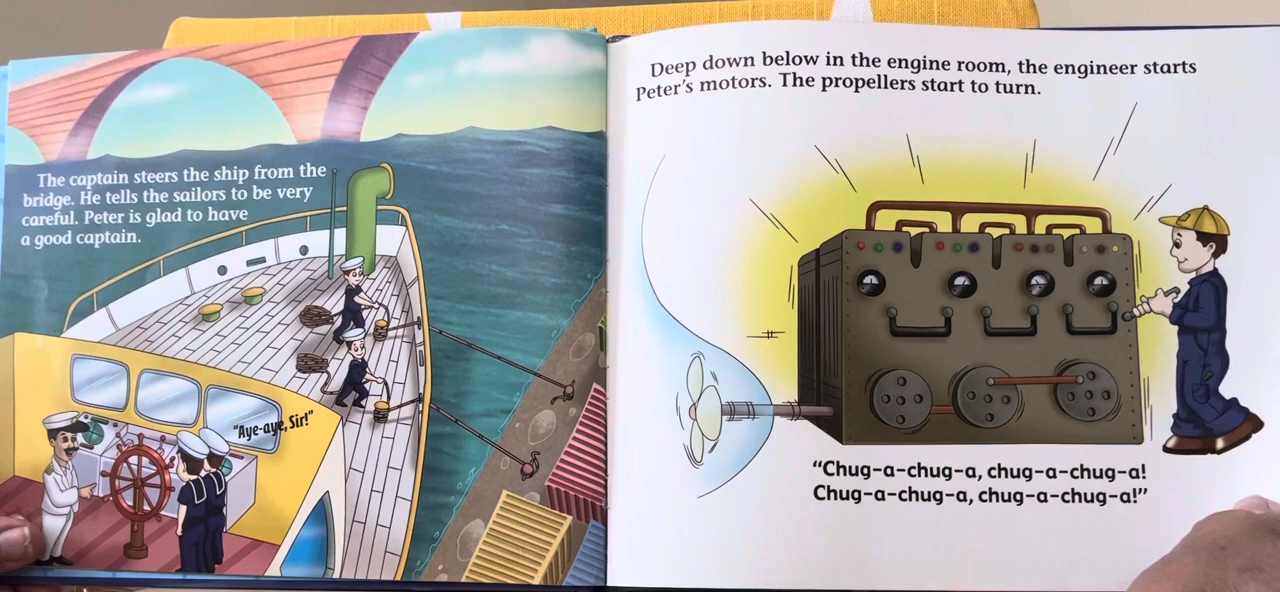 The captain steers the ship from the
bridge. He tells the sailors to be very
careful. Peter is glad to have
a good captain.
"Aye-aye, Sir!"
Deep down below in the engine room, the engineer starts
Peter's motors. The propellers start to turn.
"Chug-a-chug-a, chug-a-chug-a!
Chug-a-chug-a, chug-a-chug-a!"